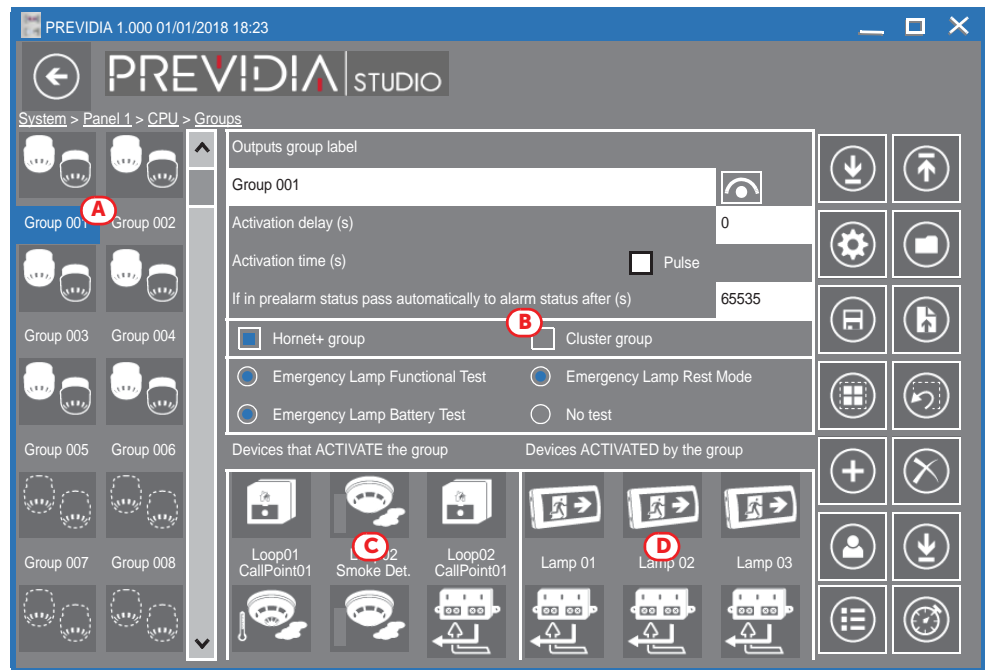 PREVIDIA 1.000 01/01/2018 18:23
PREVIDIA STUDIO
System > Panel 1 > CPU > Groups
Outputs group label
Group 001
Activation delay (s) 0
Activation time (s) Pulse
If in prealarm status pass automatically to alarm status after (s) 65535
B
Hornet+ group Cluster group
Emergency Lamp Functional Test Emergency Lamp Rest Mode
Emergency Lamp Battery Test No test
Devices that ACTIVATE the group Devices ACTIVATED by the group
A
Group 001 Group 002
Group 003 Group 004
Group 005 Group 006
Group 007 Group 008
C
D
Loop01 CallPoint01
Smoke Det.
Loop02 CallPoint01
Lamp 01 Lamp 02 Lamp 03